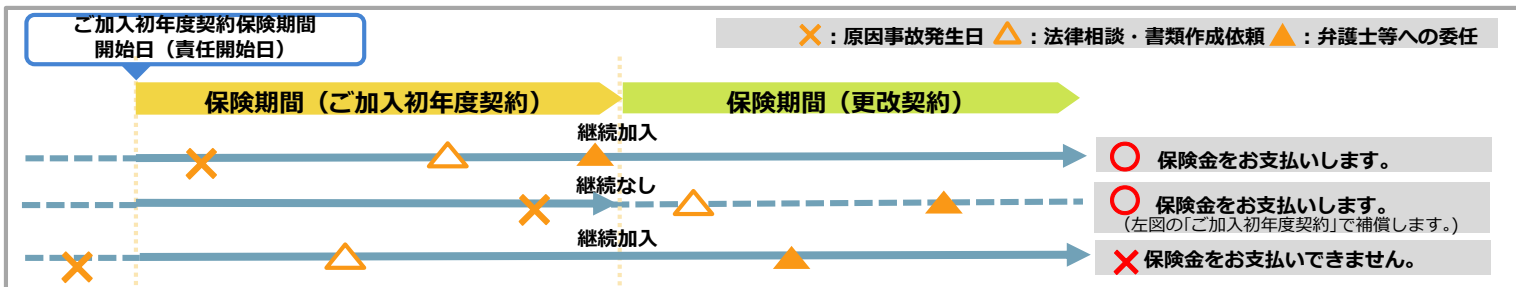 ご加入初年度契約保険期間
開始日（責任開始日）
：原因事故発生日 ：法律相談・書類作成依頼 ：弁護士等への委任
保険期間（ご加入初年度契約） 保険期間（更改契約）
継続加入
保険金をお支払いします。
継続なし
保険金をお支払いします。
（左図の｢ご加入初年度契約｣で補償します。）
継続加入
保険金をお支払いできません。